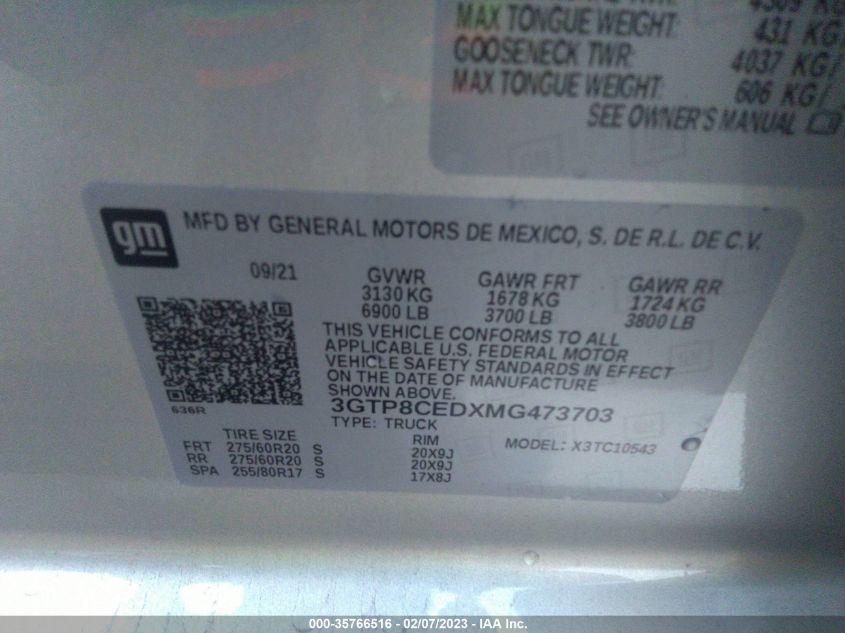 MAX TONGUE WEIGHT: 431 KG
GOOSENECK TWR: 4037 KG/
MAX TONGUE WEIGHT: 606 KG/
SEE OWNER'S MANUAL
gm
MFD BY GENERAL MOTORS DE MEXICO, S. DE R.L. DE C.V.
09/21 GVWR GAWR FRT GAWR RR
3130 KG 1678 KG 1724 KG
6900 LB 3700 LB 3800 LB
THIS VEHICLE CONFORMS TO ALL
APPLICABLE U.S. FEDERAL MOTOR
VEHICLE SAFETY STANDARDS IN EFFECT
ON THE DATE OF MANUFACTURE
SHOWN ABOVE.
636R
3GTP8CEDXMG473703
TYPE: TRUCK
TIRE SIZE RIM MODEL: X3TC10543
FRT 275/60R20 S 20X9J
RR 275/60R20 S 20X9J
SPA 255/80R17 S 17X8J
000-35766516 - 02/07/2023 - IAA Inc.